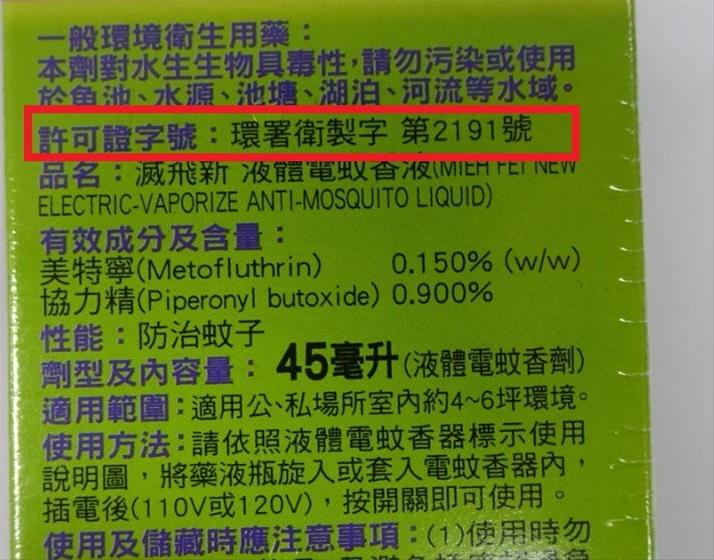 一般環境衛生用藥：
本劑對水生生物具毒性，請勿污染或使用
於魚池、水源、池塘、湖泊、河流等水域。
許可證字號：環署衛製字 第2191號
品名：滅飛新 液體電蚊香液(MIEH FEI NEW
ELECTRIC-VAPORIZE ANTI-MOSQUITO LIQUID)
有效成分及含量：
美特寧(Metofluthrin) 0.150% (w/w)
協力精(Piperonyl butoxide) 0.900%
性能：防治蚊子
劑型及內容量：45毫升(液體電蚊香劑)
適用範圍：適用公、私場所室內約4~6坪環境。
使用方法：請依照液體電蚊香器標示使用
說明圖，將藥液瓶旋入或套入電蚊香器內，
插電後(110V或120V)，按開關即可使用。
使用及儲藏時應注意事項：(1)使用時勿